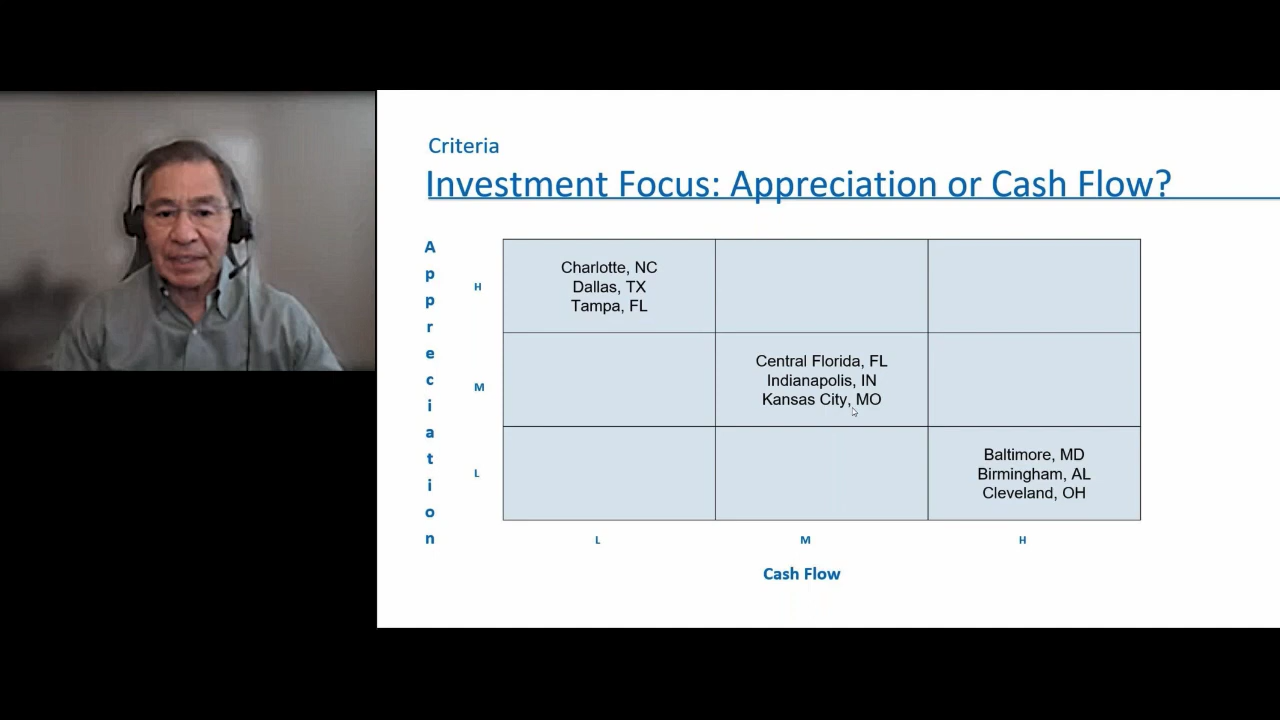 Criteria
Investment Focus: Appreciation or Cash Flow?
Appreciation
H
Charlotte, NC
Dallas, TX
Tampa, FL
M
Central Florida, FL
Indianapolis, IN
Kansas City, MO
L
Baltimore, MD
Birmingham, AL
Cleveland, OH
L
M
H
Cash Flow